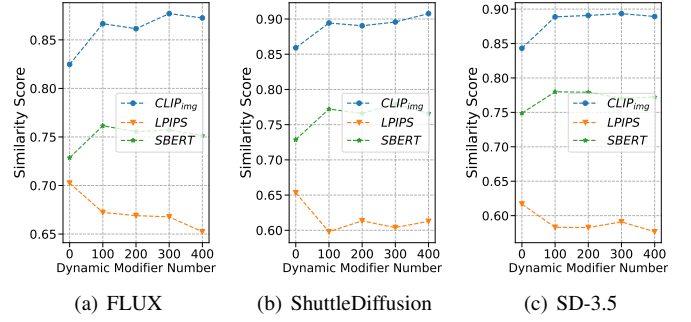 Similarity Score
0.85
0.80
0.75
0.70
0.65
CLIP_img
LPIPS
SBERT
0 100 200 300 400
Dynamic Modifier Number
(a) FLUX
Similarity Score
0.90
0.85
0.80
0.75
0.70
0.65
0.60
CLIP_img
LPIPS
SBERT
0 100 200 300 400
Dynamic Modifier Number
(b) ShuttleDiffusion
Similarity Score
0.90
0.85
0.80
0.75
0.70
0.65
0.60
CLIP_img
LPIPS
SBERT
0 100 200 300 400
Dynamic Modifier Number
(c) SD-3.5